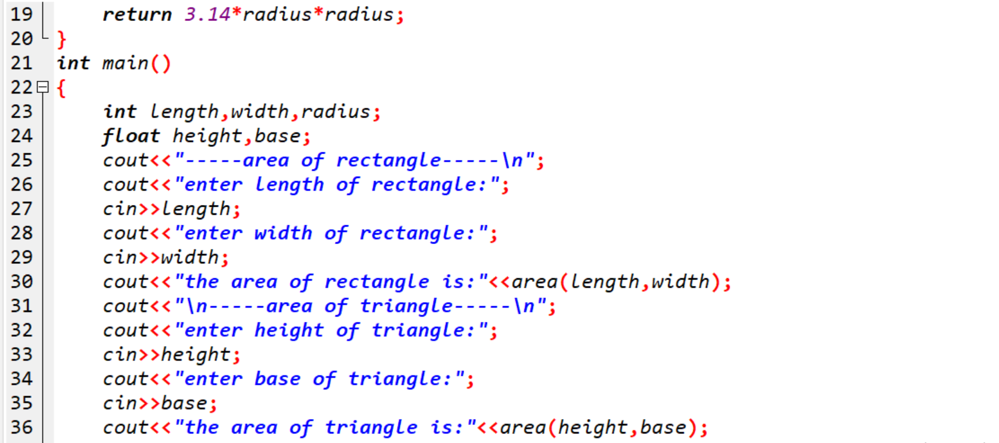 19 return 3.14*radius*radius;
20 }
21 int main()
22 {
23 int length,width,radius;
24 float height,base;
25 cout<<"-----area of rectangle-----\n";
26 cout<<"enter length of rectangle:";
27 cin>>length;
28 cout<<"enter width of rectangle:";
29 cin>>width;
30 cout<<"the area of rectangle is:"<<area(length,width);
31 cout<<"\n-----area of triangle-----\n";
32 cout<<"enter height of triangle:";
33 cin>>height;
34 cout<<"enter base of triangle:";
35 cin>>base;
36 cout<<"the area of triangle is:"<<area(height,base);